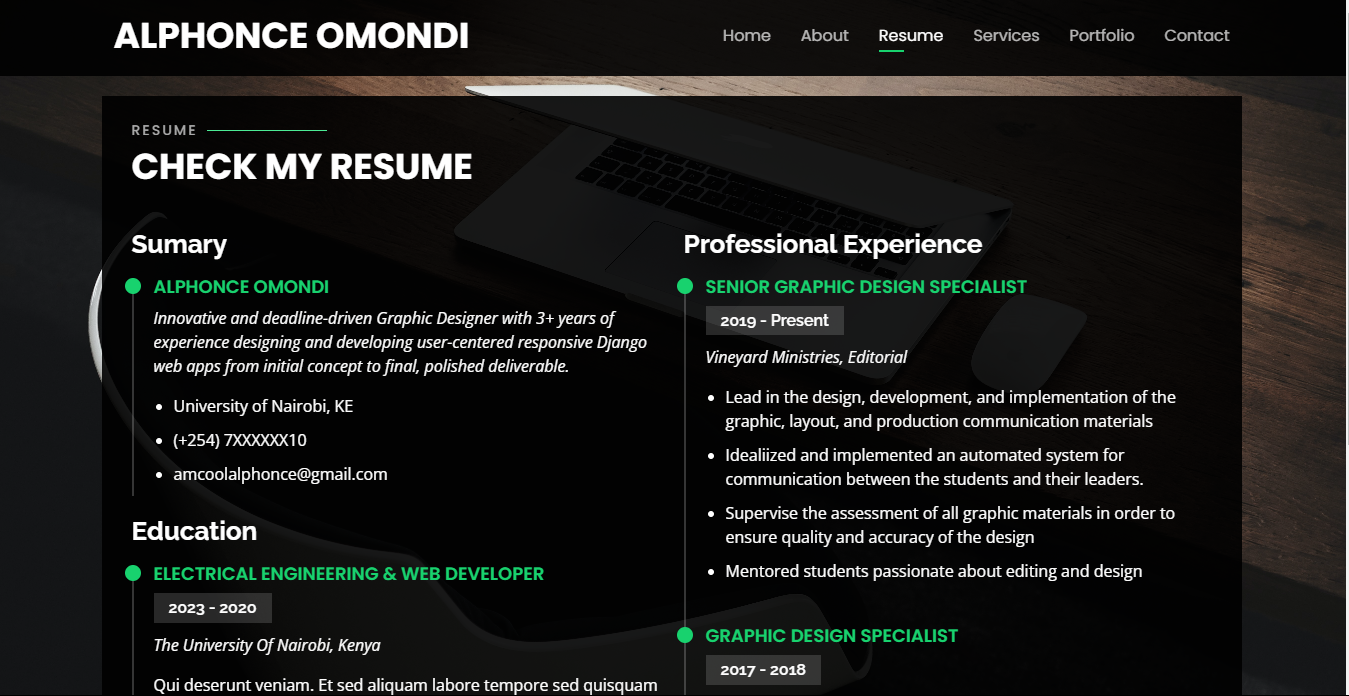 ALPHONCE OMONDI
Home About Resume Services Portfolio Contact
RESUME
CHECK MY RESUME
Sumary
ALPHONCE OMONDI
Innovative and deadline-driven Graphic Designer with 3+ years of
experience designing and developing user-centered responsive Django
web apps from initial concept to final, polished deliverable.
University of Nairobi, KE
(+254) 7XXXXXX10
amcoolalphonce@gmail.com
Education
ELECTRICAL ENGINEERING & WEB DEVELOPER
2023 - 2020
The University Of Nairobi, Kenya
Qui deserunt veniam. Et sed aliquam labore tempore sed quisquam
Professional Experience
SENIOR GRAPHIC DESIGN SPECIALIST
2019 - Present
Vineyard Ministries, Editorial
Lead in the design, development, and implementation of the
graphic, layout, and production communication materials
Idealiized and implemented an automated system for
communication between the students and their leaders.
Supervise the assessment of all graphic materials in order to
ensure quality and accuracy of the design
Mentored students passionate about editing and design
GRAPHIC DESIGN SPECIALIST
2017 - 2018